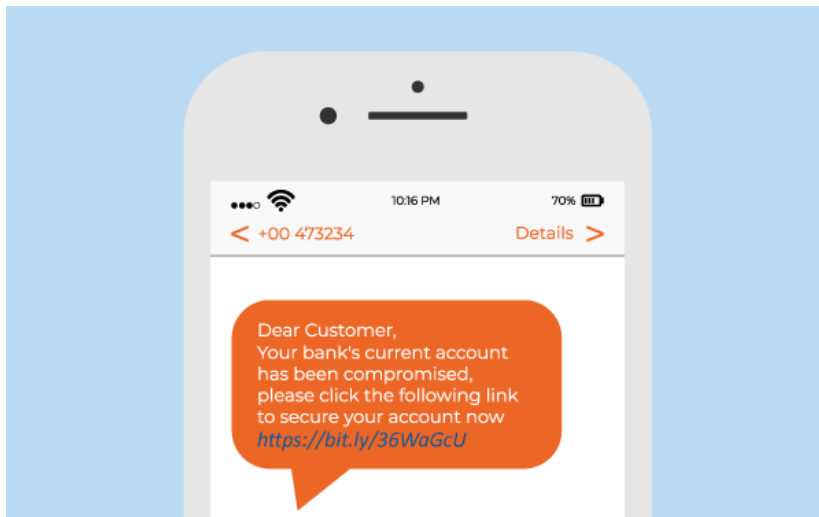 10:16 PM 70%
< +00 473234 Details >
Dear Customer,
Your bank's current account
has been compromised,
please click the following link
to secure your account now
https://bit.ly/36WaGcU